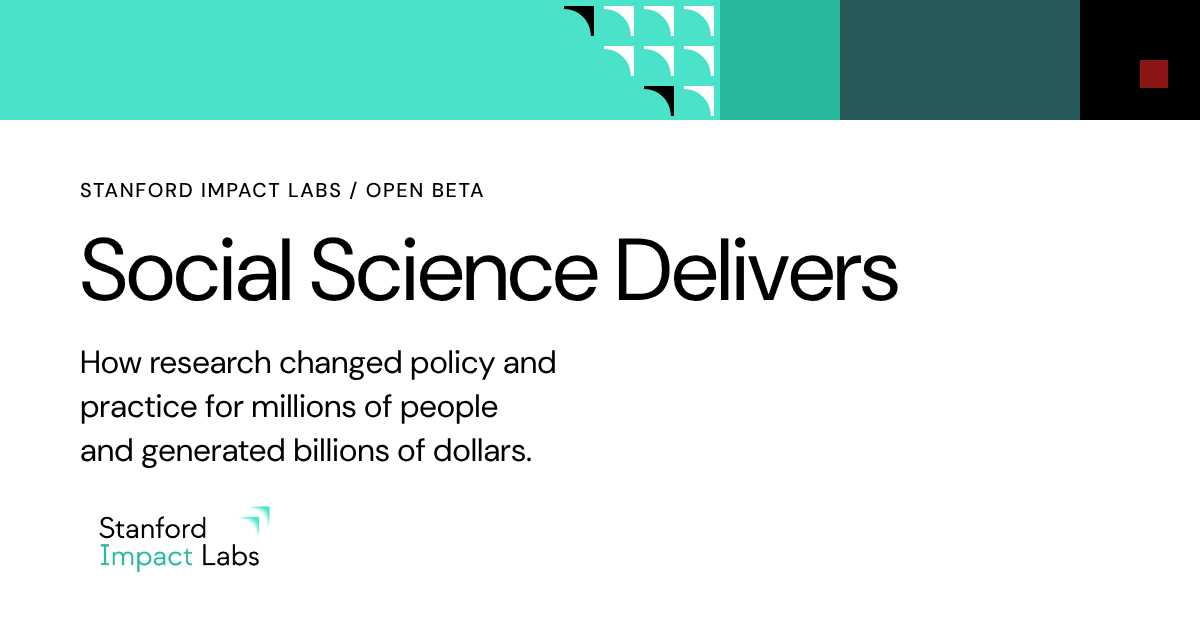 STANFORD IMPACT LABS / OPEN BETA
Social Science Delivers
How research changed policy and
practice for millions of people
and generated billions of dollars.
Stanford
Impact Labs